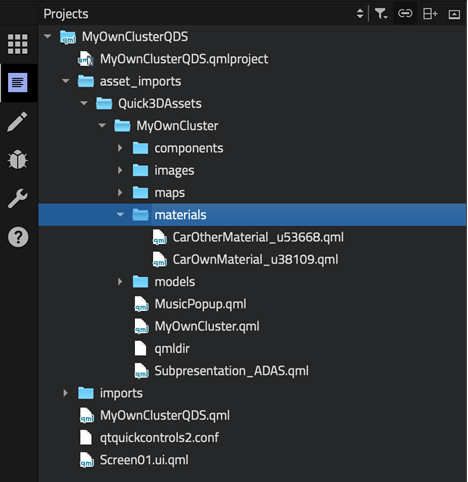 Projects
MyOwnClusterQDS
MyOwnClusterQDS.qmlproject
asset_imports
Quick3DAssets
MyOwnCluster
components
images
maps
materials
CarOtherMaterial_u53668.qml
CarOwnMaterial_u38109.qml
models
MusicPopup.qml
MyOwnCluster.qml
qmldir
Subpresentation_ADAS.qml
imports
MyOwnClusterQDS.qml
qtquickcontrols2.conf
Screen01.ui.qml